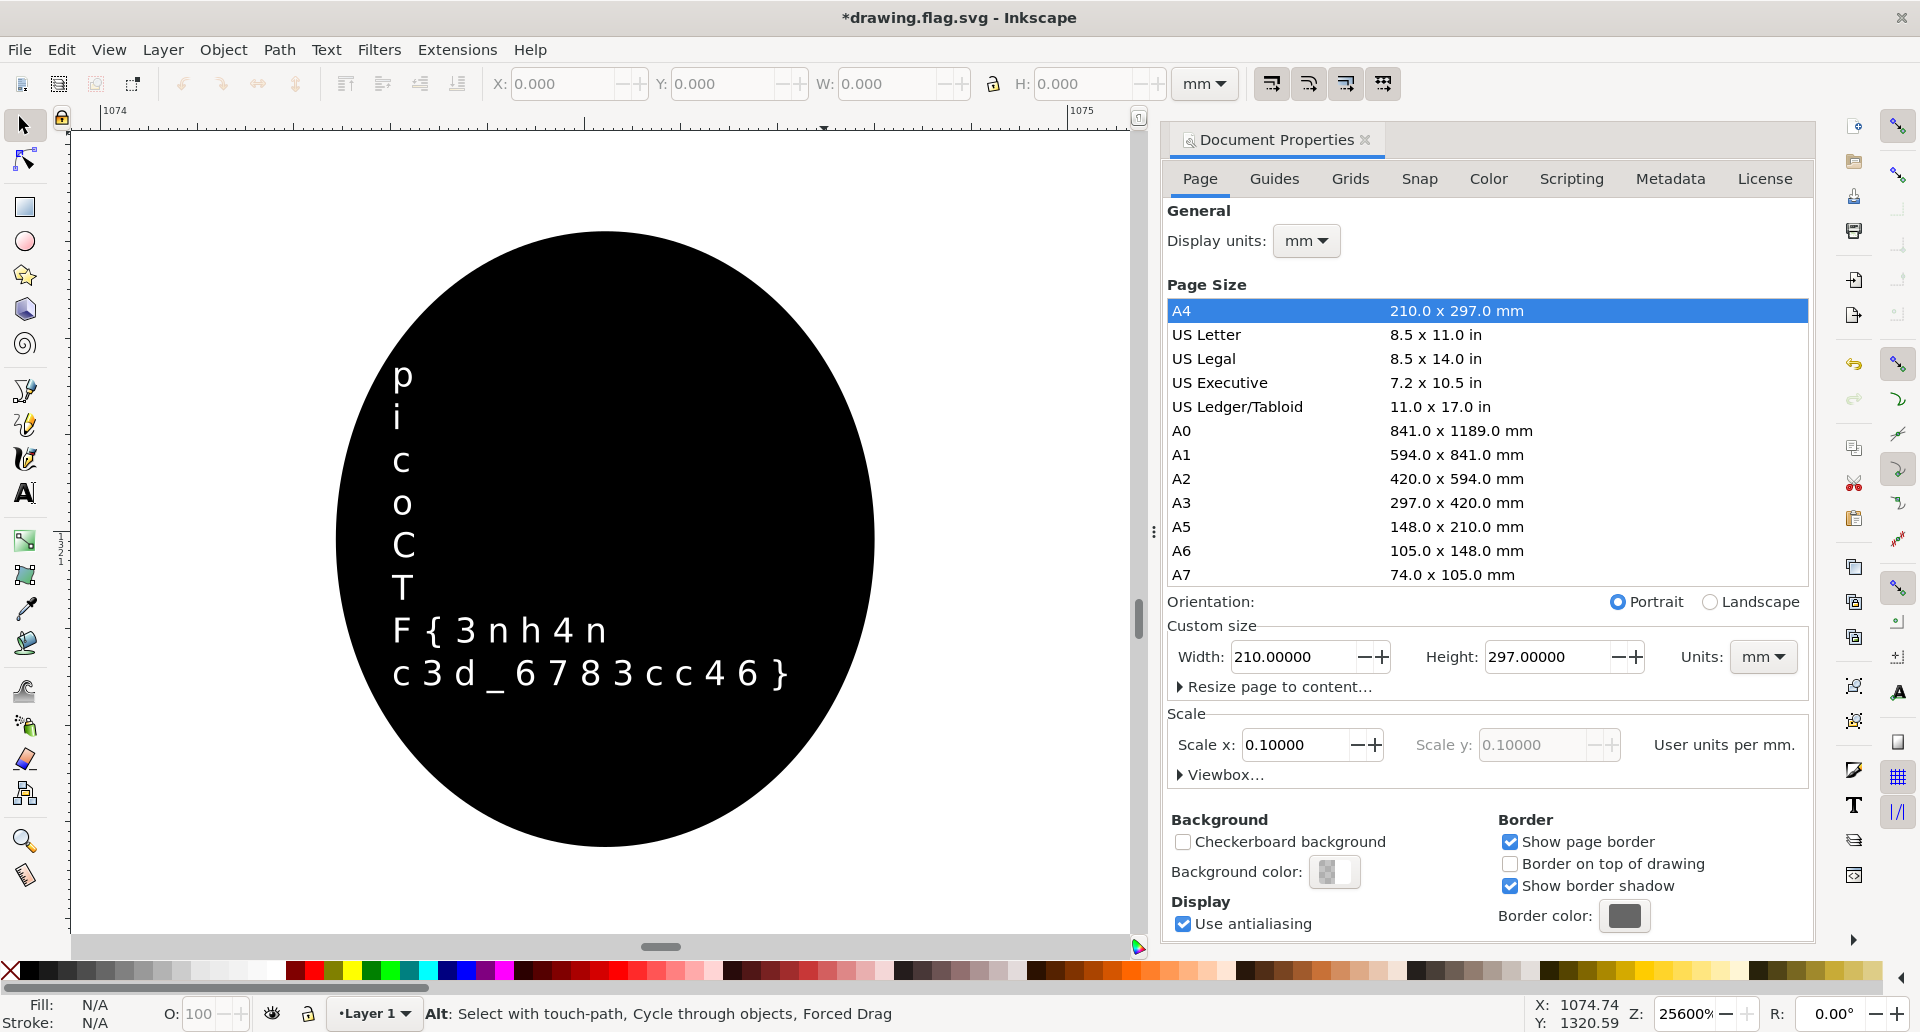 *drawing.flag.svg - Inkscape
File Edit View Layer Object Path Text Filters Extensions Help
X: 0.000 Y: 0.000 W: 0.000 H: 0.000 mm
1074 1075
1321
p
i
c
o
C
T
F { 3 n h 4 n
c 3 d _ 6 7 8 3 c c 4 6 }
Document Properties
Page Guides Grids Snap Color Scripting Metadata License
General
Display units: mm
Page Size
A4 210.0 x 297.0 mm
US Letter 8.5 x 11.0 in
US Legal 8.5 x 14.0 in
US Executive 7.2 x 10.5 in
US Ledger/Tabloid 11.0 x 17.0 in
A0 841.0 x 1189.0 mm
A1 594.0 x 841.0 mm
A2 420.0 x 594.0 mm
A3 297.0 x 420.0 mm
A5 148.0 x 210.0 mm
A6 105.0 x 148.0 mm
A7 74.0 x 105.0 mm
Orientation: Portrait Landscape
Custom size
Width: 210.00000 Height: 297.00000 Units: mm
Resize page to content...
Scale
Scale x: 0.10000 Scale y: 0.10000 User units per mm.
Viewbox...
Background Border
Checkerboard background Show page border
Border on top of drawing
Background color: Show border shadow
Display Border color:
Use antialiasing
Fill: N/A
Stroke: N/A
O: 100 •Layer 1 Alt: Select with touch-path, Cycle through objects, Forced Drag
X: 1074.74
Y: 1320.59
Z: 25600% R: 0.00°